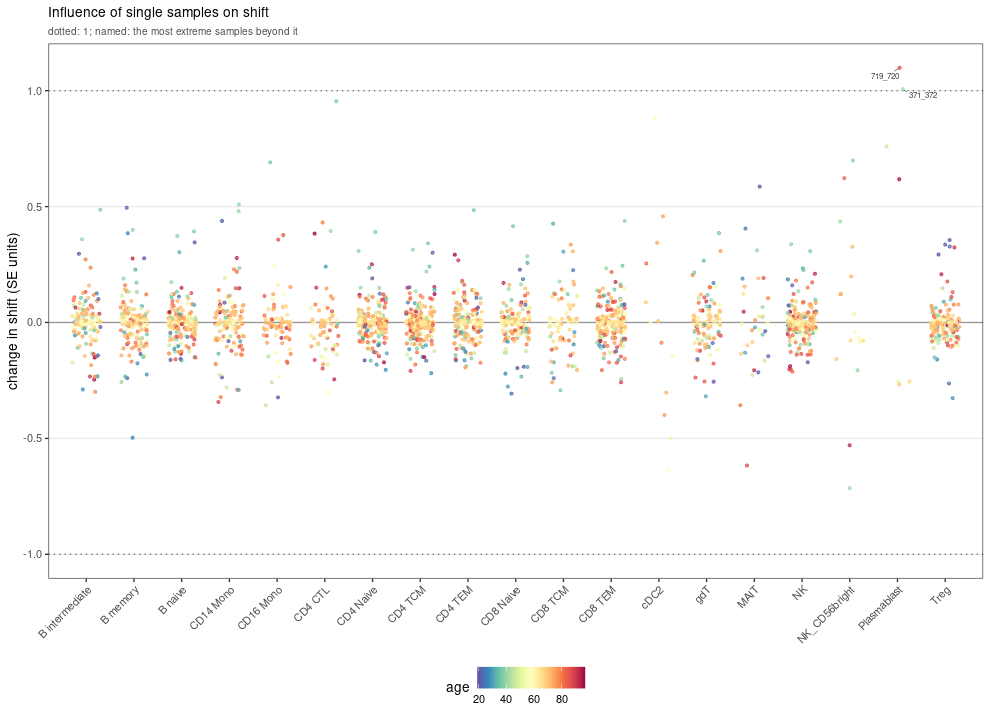 Influence of single samples on shift
dotted: 1; named: the most extreme samples beyond it
change in shift (SE units)
1.0
0.5
0.0
-0.5
-1.0
719_720
371_372
B intermediate
B memory
B naive
CD14 Mono
CD16 Mono
CD4 CTL
CD4 Naive
CD4 TCM
CD4 TEM
CD8 Naive
CD8 TCM
CD8 TEM
cDC2
gdT
MAIT
NK
NK_CD56bright
Plasmablast
Treg
age
20 40 60 80